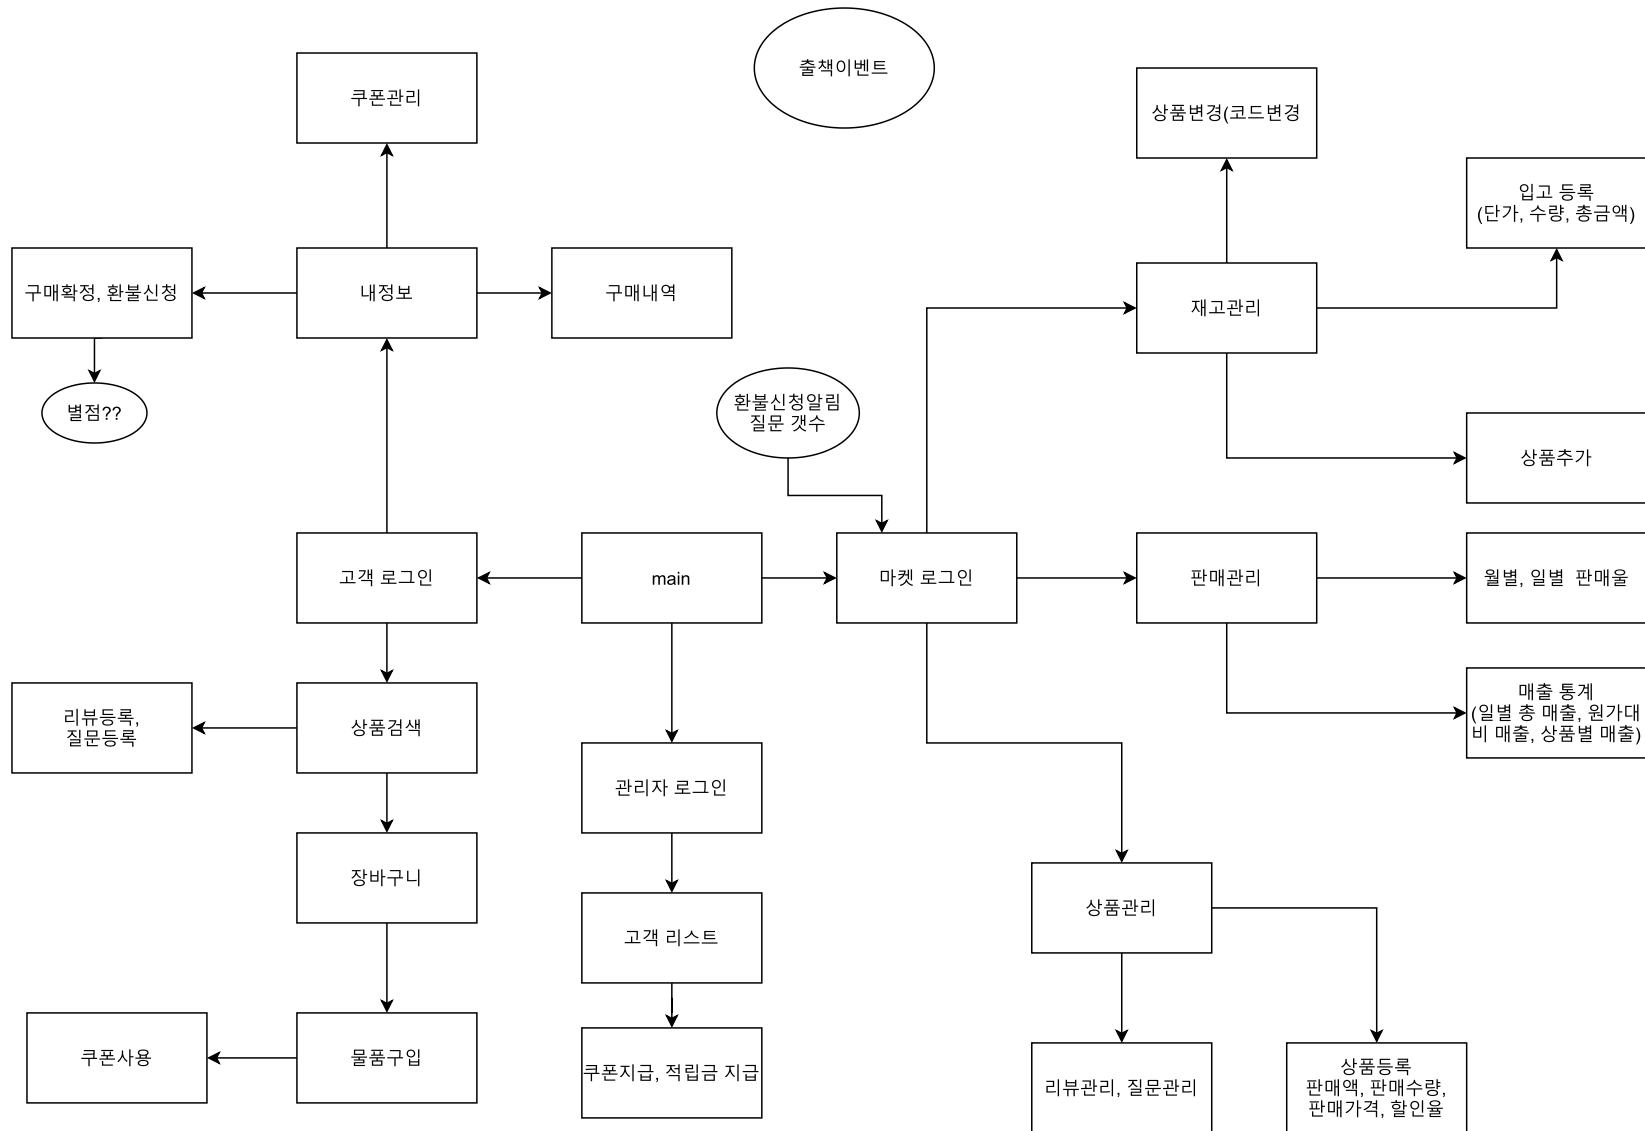 출책이벤트
쿠폰관리
상품변경(코드변경
입고 등록
(단가, 수량, 총금액)
구매확정, 환불신청
내정보
구매내역
재고관리
별점??
환불신청알림
질문 갯수
상품추가
고객 로그인
main
마켓 로그인
판매관리
월별, 일별  판매울
리뷰등록,
질문등록
상품검색
매출 통계
(일별 총 매출, 원가대
비 매출, 상품별 매출)
관리자 로그인
장바구니
상품관리
고객 리스트
쿠폰사용
물품구입
쿠폰지급, 적립금 지급
리뷰관리, 질문관리
상품등록
판매액, 판매수량,
판매가격, 할인율